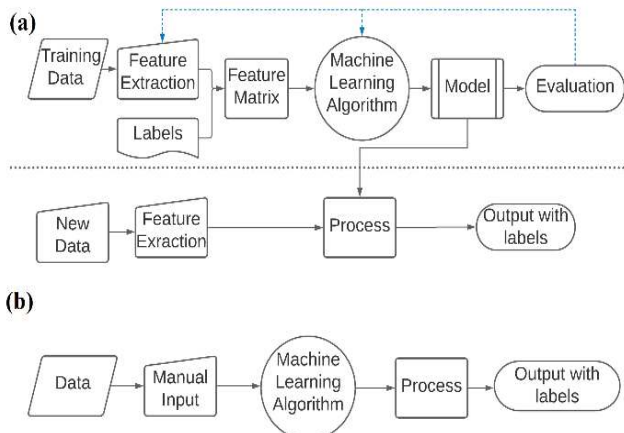 (a)
Training
Data
Feature
Extraction
Labels
Feature
Matrix
Machine
Learning
Algorithm
Model
Evaluation
New
Data
Feature
Exraction
Process
Output with
labels
(b)
Data
Manual
Input
Machine
Learning
Algorithm
Process
Output with
labels